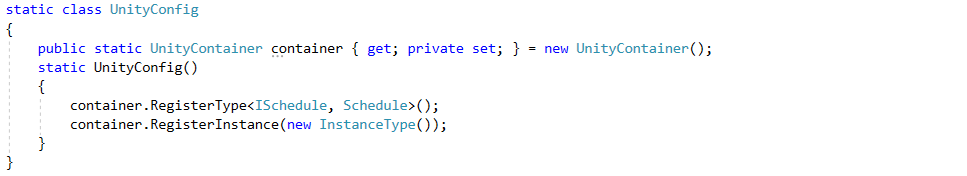 static class UnityConfig
{
    public static UnityContainer container { get; private set; } = new UnityContainer();
    static UnityConfig()
    {
        container.RegisterType<ISchedule, Schedule>();
        container.RegisterInstance(new InstanceType());
    }
}